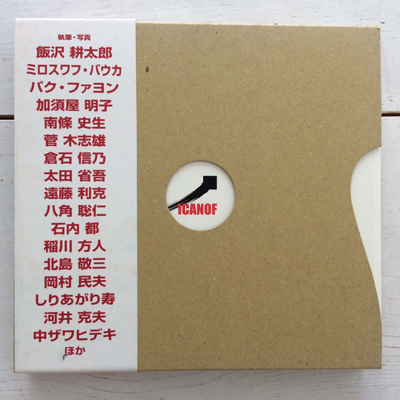 執筆・写真
飯沢 耕太郎
ミロスワフ・バウカ
パク・ファヨン
加須屋 明子
南條 史生
菅 木志雄
倉石 信乃
太田 省吾
遠藤 利克
八角 聡仁
石内 都
稲川 方人
北島 敬三
岡村 民夫
しりあがり寿
河井 克夫
中ザワヒデキ
ほか
ICANOF